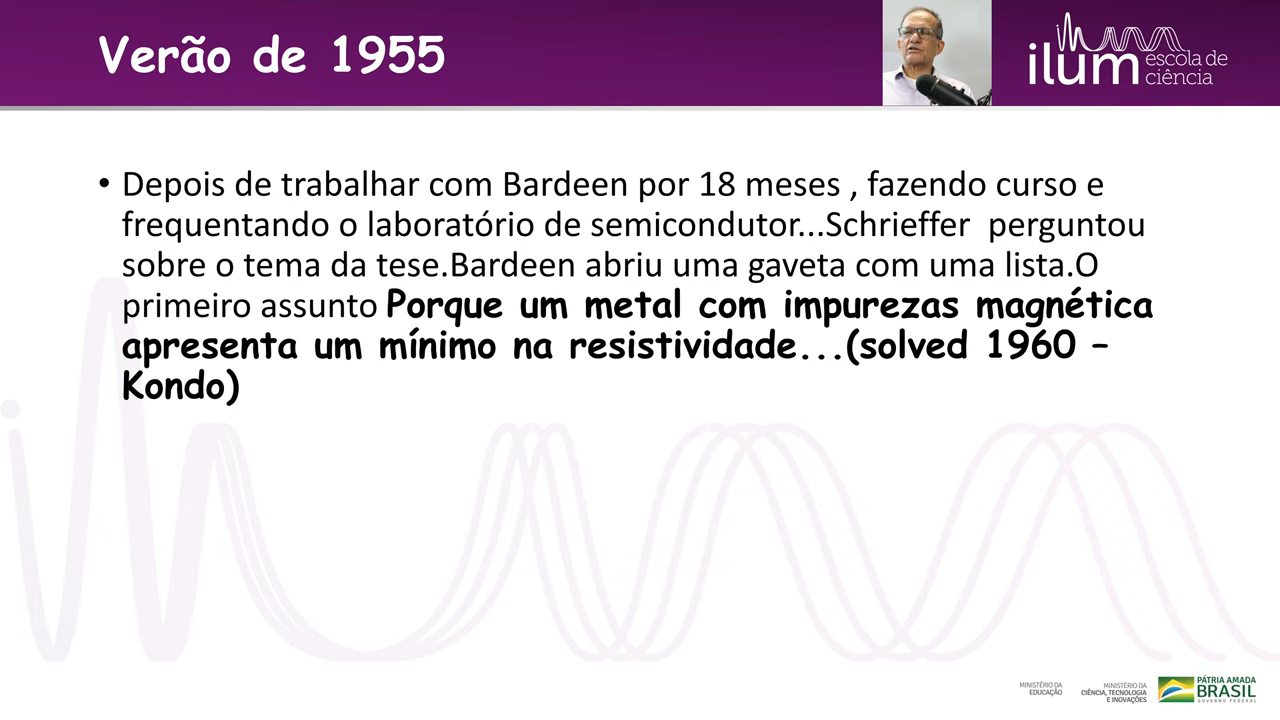 Verão de 1955
ilum escola de ciência
• Depois de trabalhar com Bardeen por 18 meses , fazendo curso e
frequentando o laboratório de semicondutor...Schrieffer  perguntou
sobre o tema da tese.Bardeen abriu uma gaveta com uma lista.O
primeiro assunto Porque um metal com impurezas magnética
apresenta um mínimo na resistividade...(solved 1960 –
Kondo)
MINISTÉRIO DA
EDUCAÇÃO
MINISTÉRIO DA
CIÊNCIA, TECNOLOGIA
E INOVAÇÕES
PÁTRIA AMADA
BRASIL
GOVERNO FEDERAL